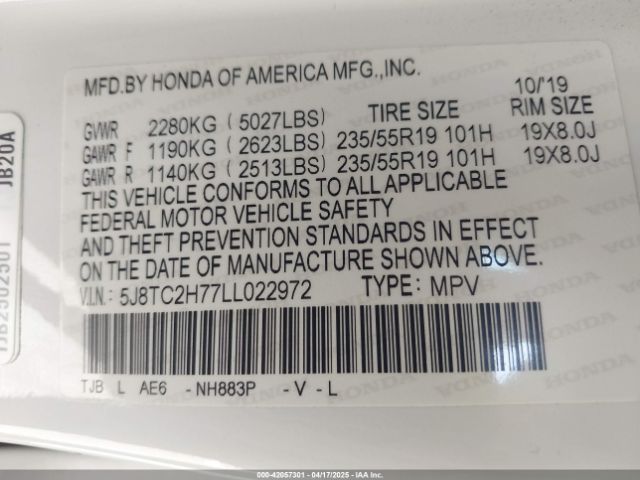 MFD.BY HONDA OF AMERICA MFG.,INC.
10/'19
GVWR 2280KG (5027LBS) TIRE SIZE RIM SIZE
GAWR F 1190KG (2623LBS) 235/55R19 101H 19X8.0J
GAWR R 1140KG (2513LBS) 235/55R19 101H 19X8.0J
THIS VEHICLE CONFORMS TO ALL APPLICABLE
FEDERAL MOTOR VEHICLE SAFETY
AND THEFT PREVENTION STANDARDS IN EFFECT
ON THE DATE OF MANUFACTURE SHOWN ABOVE.
V.I.N.: 5J8TC2H77LL022972 TYPE: MPV
TJB L AE6 -NH883P -V-L
JB20A
TJB2502501
000-42057301 - 04/17/2025 - IAA Inc.